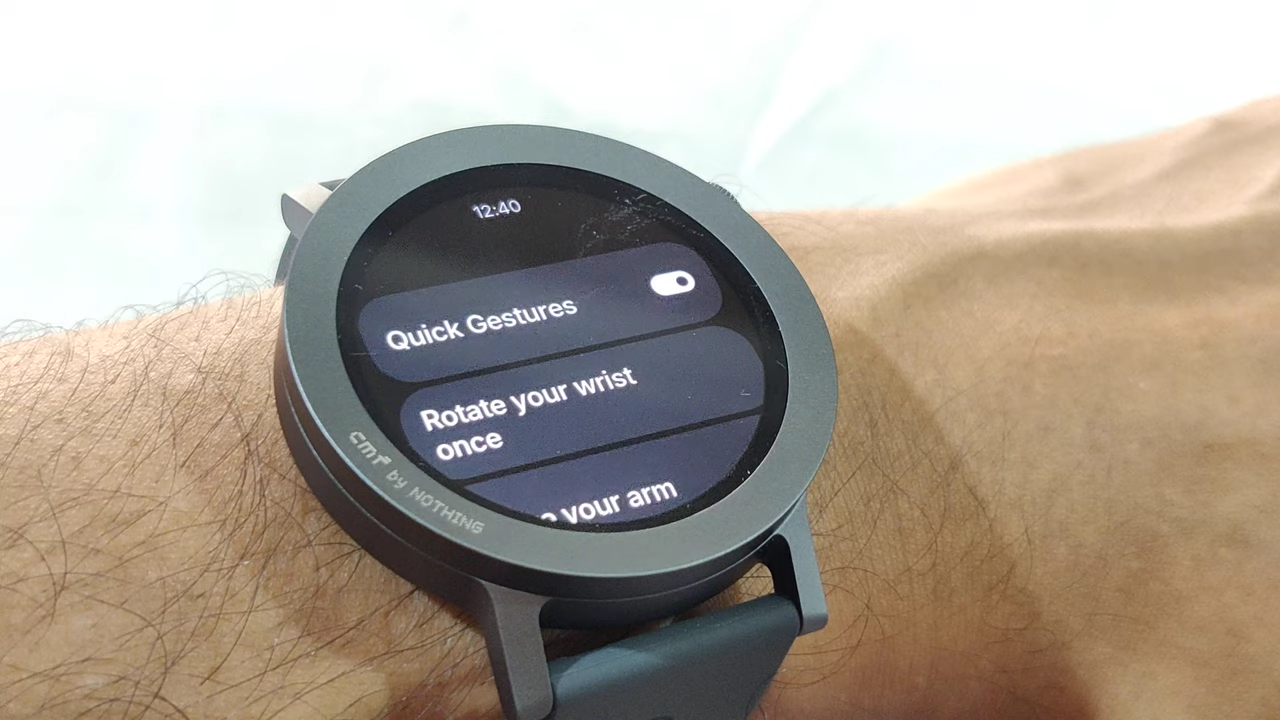 12:40
Quick Gestures
Rotate your wrist
once
your arm
cmf by NOTHING